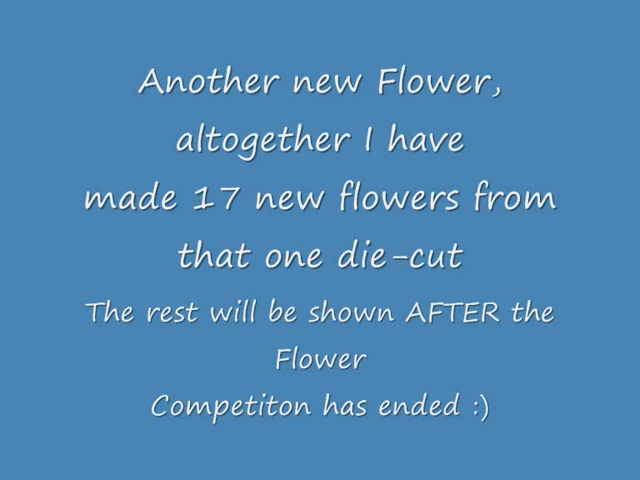 Another new Flower,
altogether I have
made 17 new flowers from
that one die-cut
The rest will be shown AFTER the
Flower
Competiton has ended :)